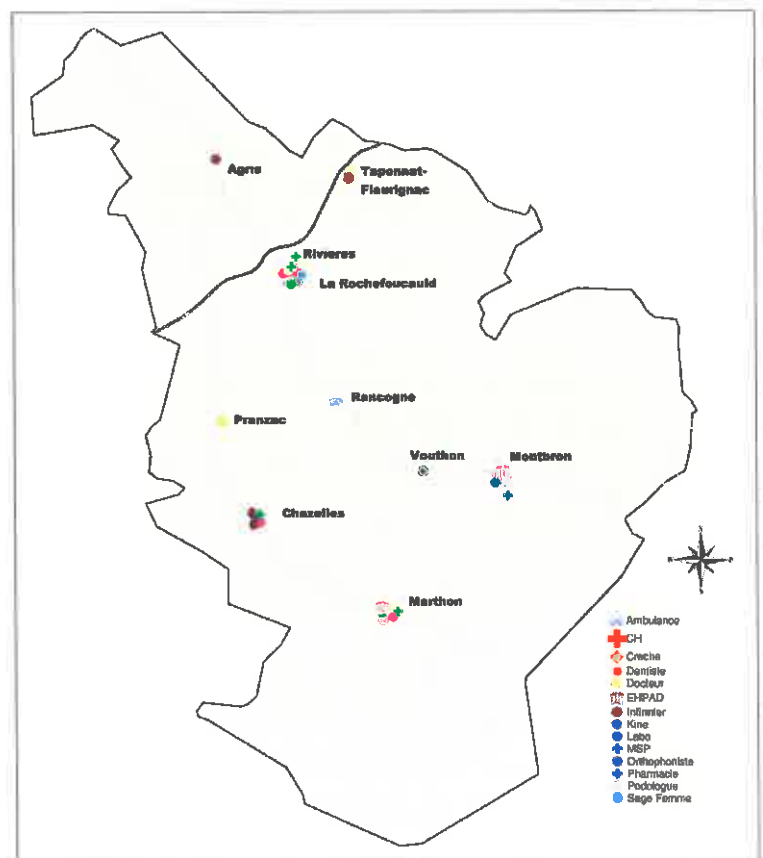 Agris
Taponnat-
Fleurignac
Rivieres
La Rochefoucauld
Rancogne
Pranzac
Vouthon
Montbron
Chazelles
Marthon
Ambulance
CH
Creche
Dentiste
Docteur
EHPAD
Infirmier
Kine
Labo
MSP
Orthophoniste
Pharmacie
Podologue
Sage Femme